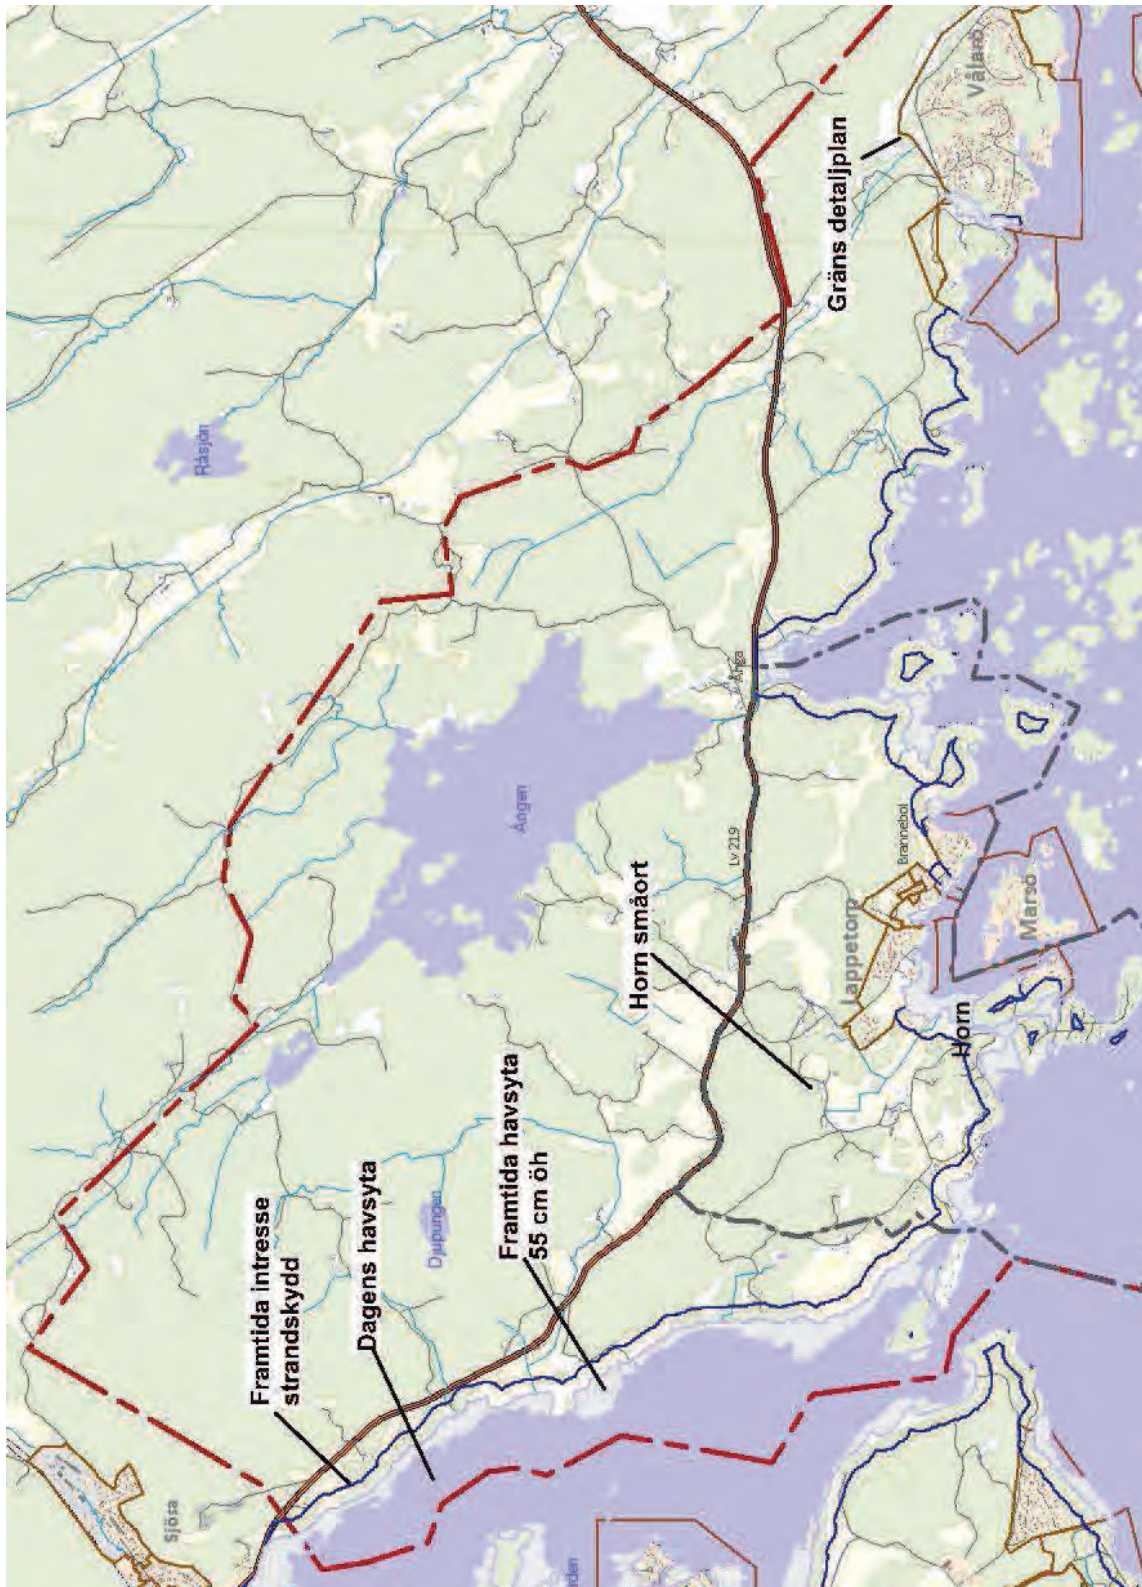 Sjösa
Framtida intresse
strandskydd
Dagens havsyta
Djupungen
Framtida havsyta
55 cm öh
Horn småort
Horn
Lappetorp
Marsö
Brannebol
Lv 219
Ången
Ånga
Råsjön
Gräns detaljplan
Vålarö